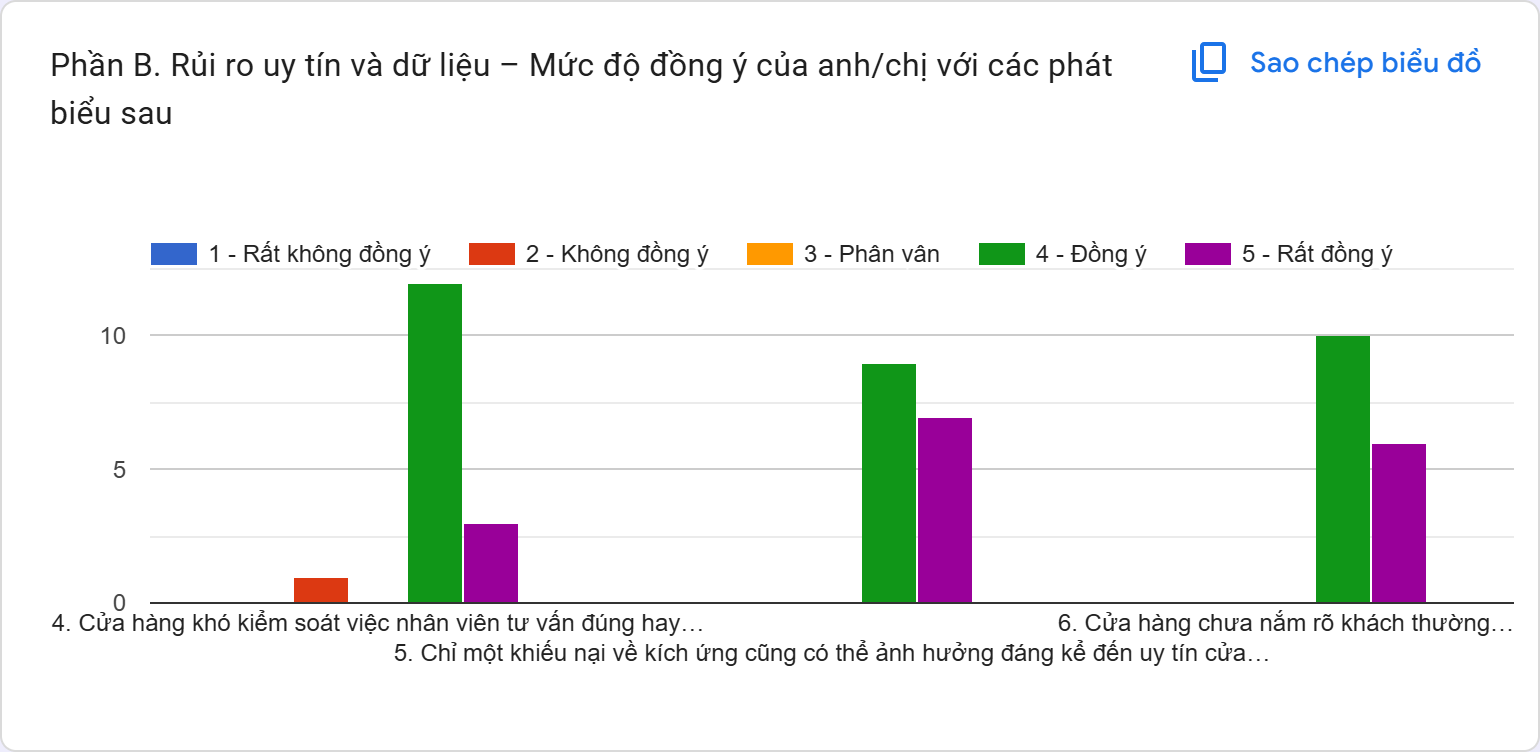 Phần B. Rủi ro uy tín và dữ liệu – Mức độ đồng ý của anh/chị với các phát
biểu sau
Sao chép biểu đồ
1 - Rất không đồng ý
2 - Không đồng ý
3 - Phân vân
4 - Đồng ý
5 - Rất đồng ý
10
5
0
4. Cửa hàng khó kiểm soát việc nhân viên tư vấn đúng hay…
5. Chỉ một khiếu nại về kích ứng cũng có thể ảnh hưởng đáng kể đến uy tín cửa…
6. Cửa hàng chưa nắm rõ khách thường…